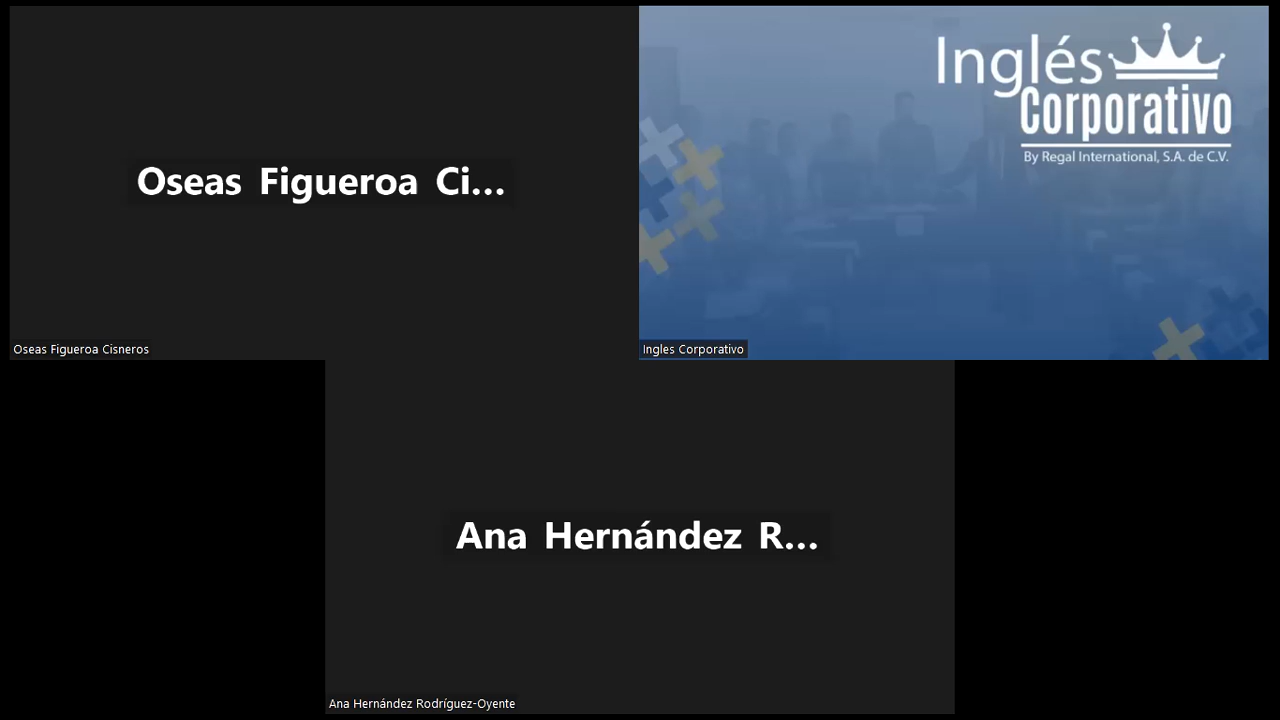 Oseas Figueroa Ci...
Oseas Figueroa Cisneros
Inglés
Corporativo
By Regal International, S.A. de C.V.
Ingles Corporativo
Ana Hernández R...
Ana Hernández Rodríguez-Oyente